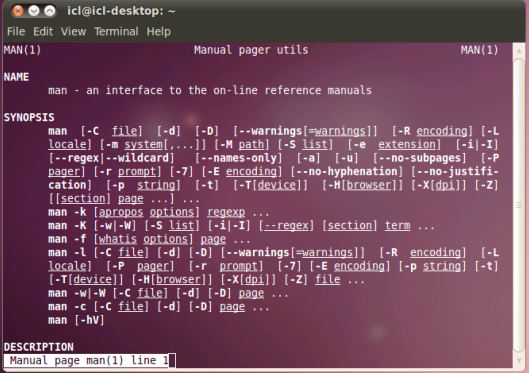 icl@icl-desktop: ~
File Edit View Terminal Help
MAN(1) Manual pager utils MAN(1)
NAME
man - an interface to the on-line reference manuals
SYNOPSIS
man [-C file] [-d] [-D] [--warnings[=warnings]] [-R encoding] [-L
locale] [-m system[,...]] [-M path] [-S list] [-e extension] [-i|-I]
[--regex|--wildcard] [--names-only] [-a] [-u] [--no-subpages] [-P
pager] [-r prompt] [-7] [-E encoding] [--no-hyphenation] [--no-justifi-
cation] [-p string] [-t] [-T[device]] [-H[browser]] [-X[dpi]] [-Z]
[[section] page ...] ...
man -k [apropos options] regexp ...
man -K [-w|-W] [-S list] [-i|-I] [--regex] [section] term ...
man -f [whatis options] page ...
man -l [-C file] [-d] [-D] [--warnings[=warnings]] [-R encoding] [-L
locale] [-P pager] [-r prompt] [-7] [-E encoding] [-p string] [-t]
[-T[device]] [-H[browser]] [-X[dpi]] [-Z] file ...
man -w|-W [-C file] [-d] [-D] page ...
man -c [-C file] [-d] [-D] page ...
man [-hV]
DESCRIPTION
Manual page man(1) line 1